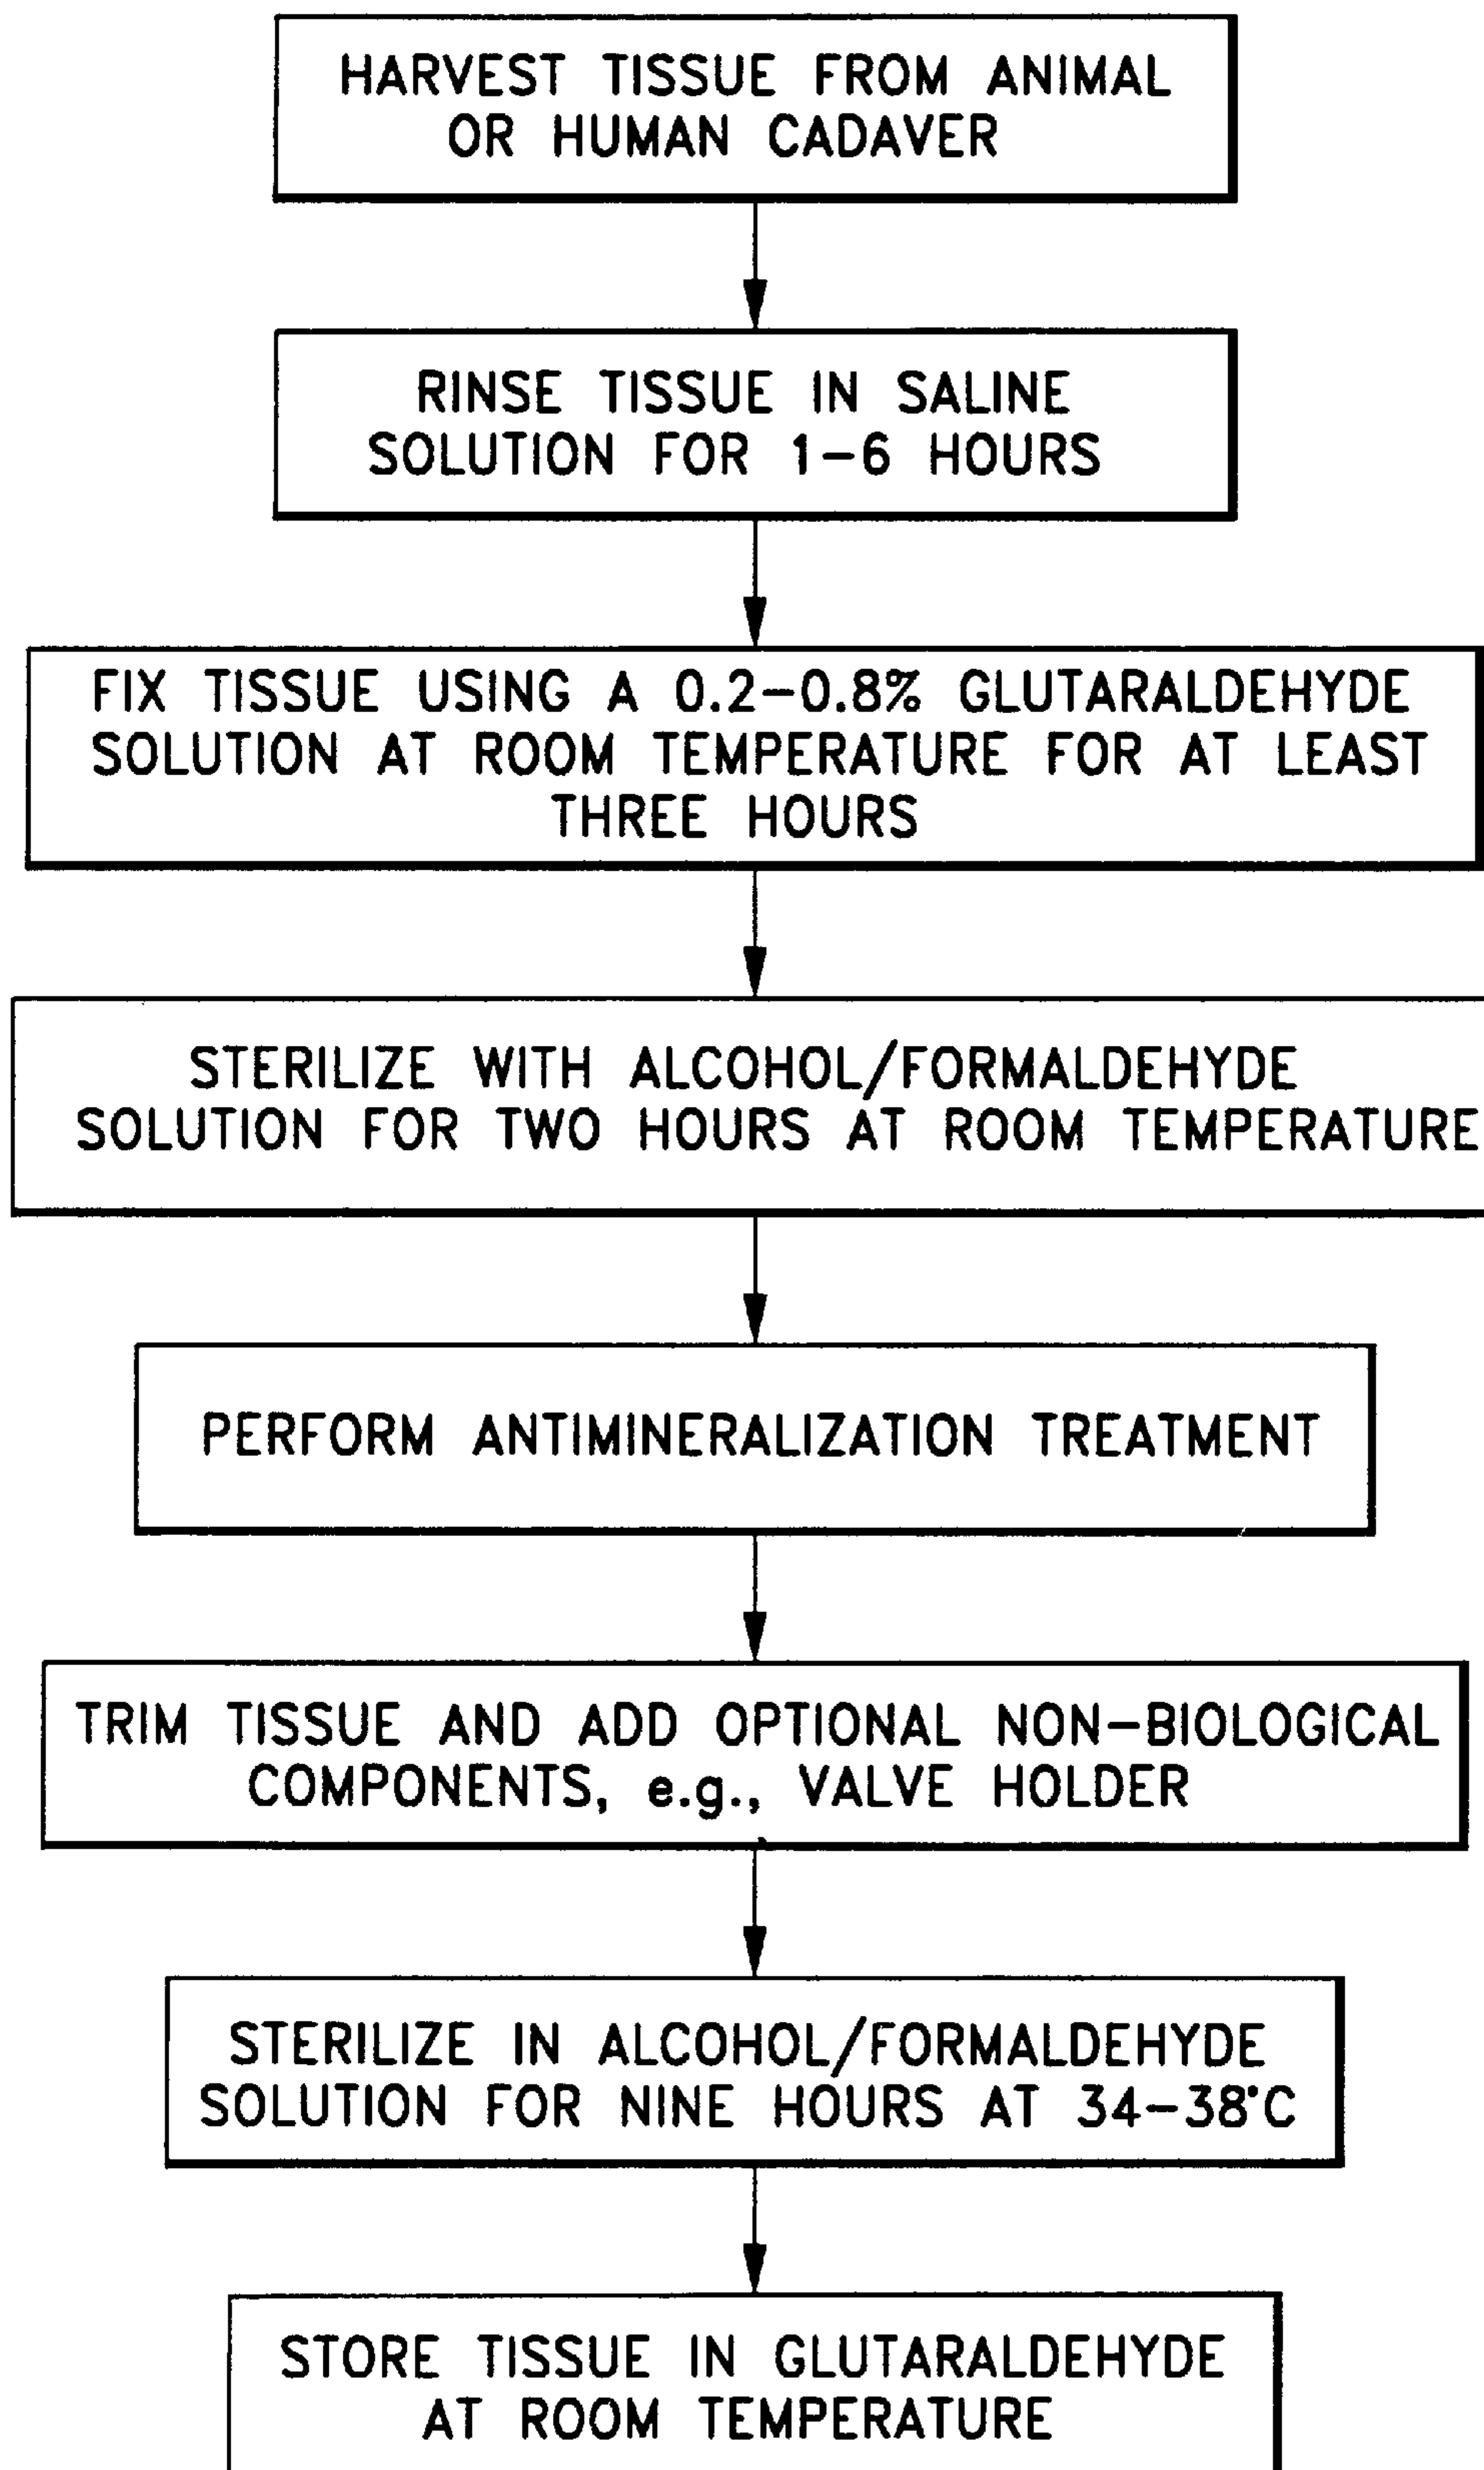 HARVEST TISSUE FROM ANIMAL
OR HUMAN CADAVER
RINSE TISSUE IN SALINE
SOLUTION FOR 1-6 HOURS
FIX TISSUE USING A 0.2-0.8% GLUTARALDEHYDE
SOLUTION AT ROOM TEMPERATURE FOR AT LEAST
THREE HOURS
STERILIZE WITH ALCOHOL/FORMALDEHYDE
SOLUTION FOR TWO HOURS AT ROOM TEMPERATURE
PERFORM ANTIMINERALIZATION TREATMENT
TRIM TISSUE AND ADD OPTIONAL NON-BIOLOGICAL
COMPONENTS, e.g., VALVE HOLDER
STERILIZE IN ALCOHOL/FORMALDEHYDE
SOLUTION FOR NINE HOURS AT 34-38°C
STORE TISSUE IN GLUTARALDEHYDE
AT ROOM TEMPERATURE